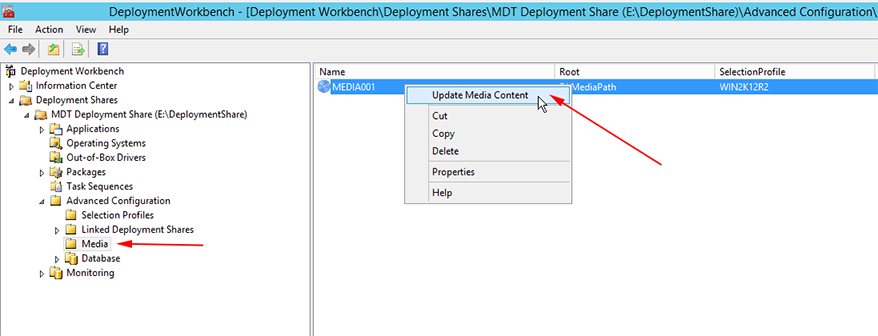 DeploymentWorkbench - [Deployment Workbench\Deployment Shares\MDT Deployment Share (E:\DeploymentShare)\Advanced Configuration\
File Action View Help
Deployment Workbench
Information Center
Deployment Shares
MDT Deployment Share (E:\DeploymentShare)
Applications
Operating Systems
Out-of-Box Drivers
Packages
Task Sequences
Advanced Configuration
Selection Profiles
Linked Deployment Shares
Media
Database
Monitoring
Name Root SelectionProfile
MEDIA001 MediaPath WIN2K12R2
Update Media Content
Cut
Copy
Delete
Properties
Help